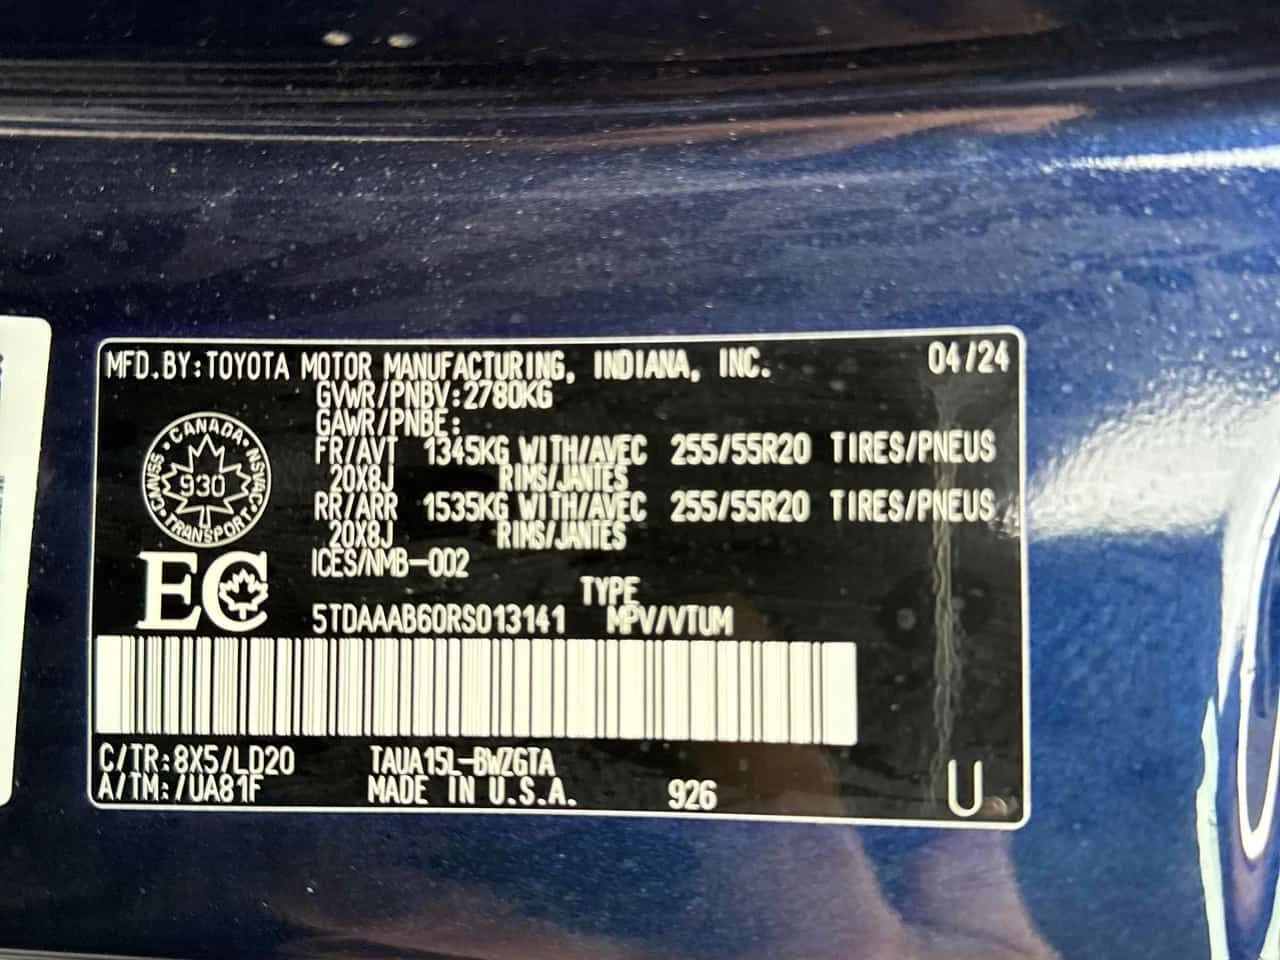 MFD.BY:TOYOTA MOTOR MANUFACTURING, INDIANA, INC. 04/24
GVWR/PNBV:2780KG
GAWR/PNBE:
FR/AVT 1345KG WITH/AVEC 255/55R20 TIRES/PNEUS
20X8J RIMS/JANTES
RR/ARR 1535KG WITH/AVEC 255/55R20 TIRES/PNEUS
20X8J RIMS/JANTES
CANADA
NSVAC
TRANSPORT
CMVSS
930
ICES/NMB-002
EC
TYPE
5TDAAAB60RS013141 MPV/VTUM
C/TR:8X5/LD20 TAUA15L-BWZGTA
A/TM:/UA81F MADE IN U.S.A. 926 U